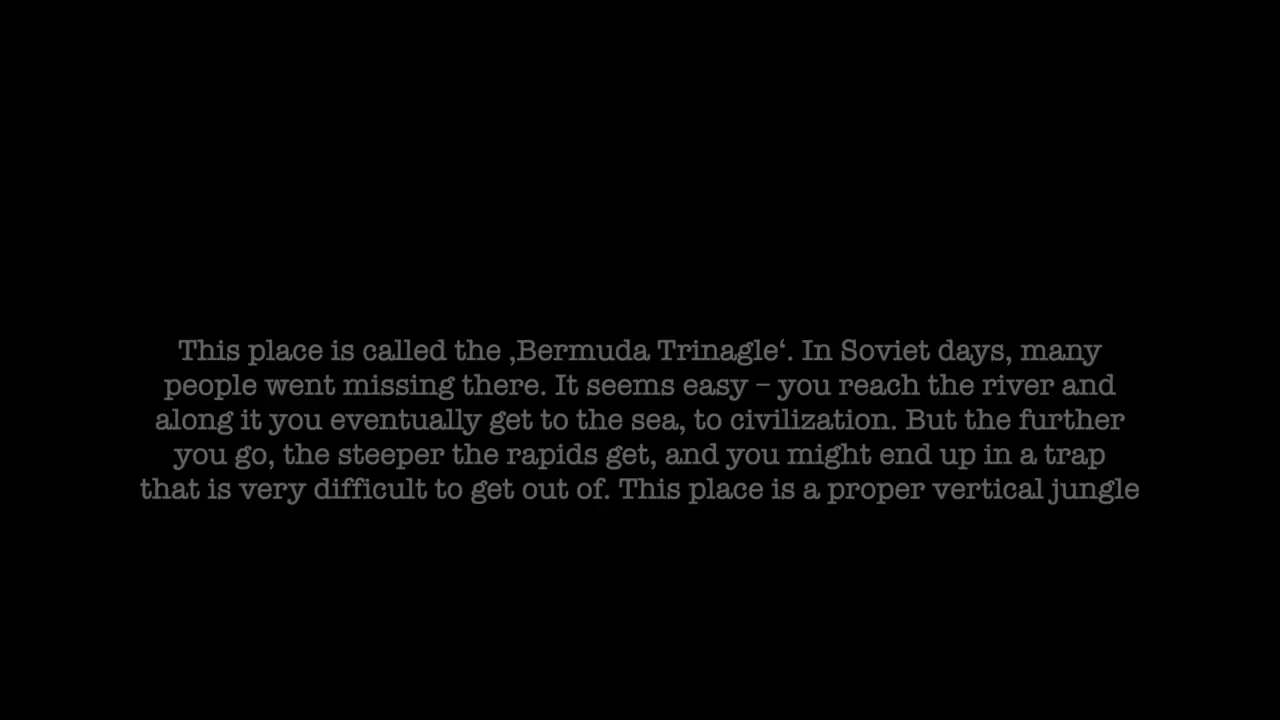 This place is called the ‚Bermuda Trinagle‘. In Soviet days, many
people went missing there. It seems easy – you reach the river and
along it you eventually get to the sea, to civilization. But the further
you go, the steeper the rapids get, and you might end up in a trap
that is very difficult to get out of. This place is a proper vertical jungle